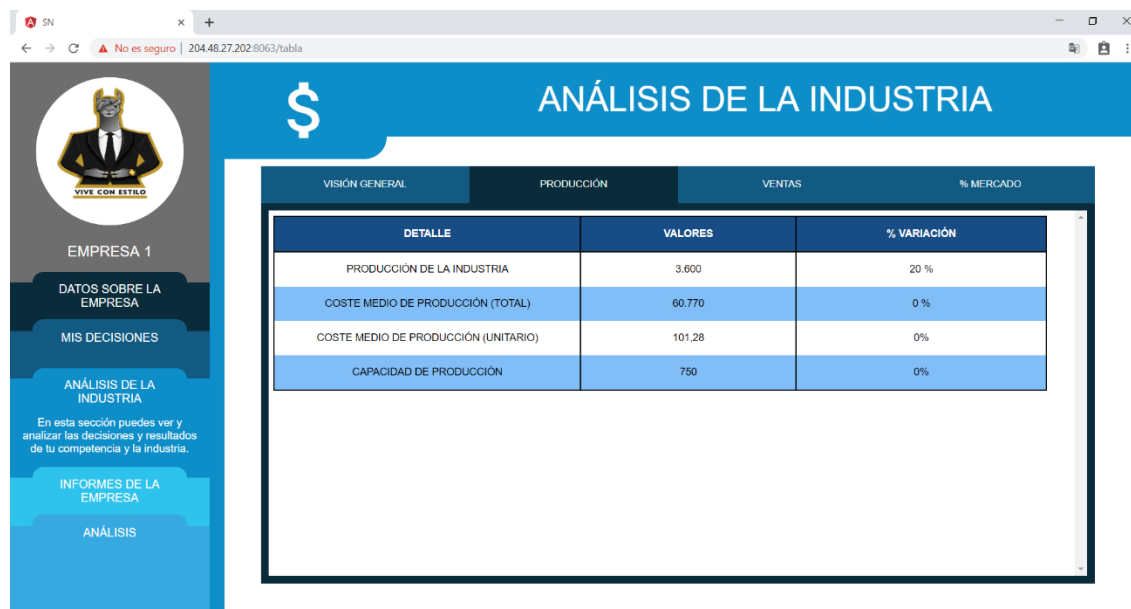 SN
No es seguro | 204.48.27.202:8063/tabla
VIVE CON ESTILO
EMPRESA 1
DATOS SOBRE LA
EMPRESA
MIS DECISIONES
ANÁLISIS DE LA
INDUSTRIA
En esta sección puedes ver y
analizar las decisiones y resultados
de tu competencia y la industria.
INFORMES DE LA
EMPRESA
ANÁLISIS
$ ANÁLISIS DE LA INDUSTRIA
VISIÓN GENERAL PRODUCCIÓN VENTAS % MERCADO
DETALLE VALORES % VARIACIÓN
PRODUCCIÓN DE LA INDUSTRIA 3.600 20 %
COSTE MEDIO DE PRODUCCIÓN (TOTAL) 60.770 0 %
COSTE MEDIO DE PRODUCCIÓN (UNITARIO) 101,28 0%
CAPACIDAD DE PRODUCCIÓN 750 0%